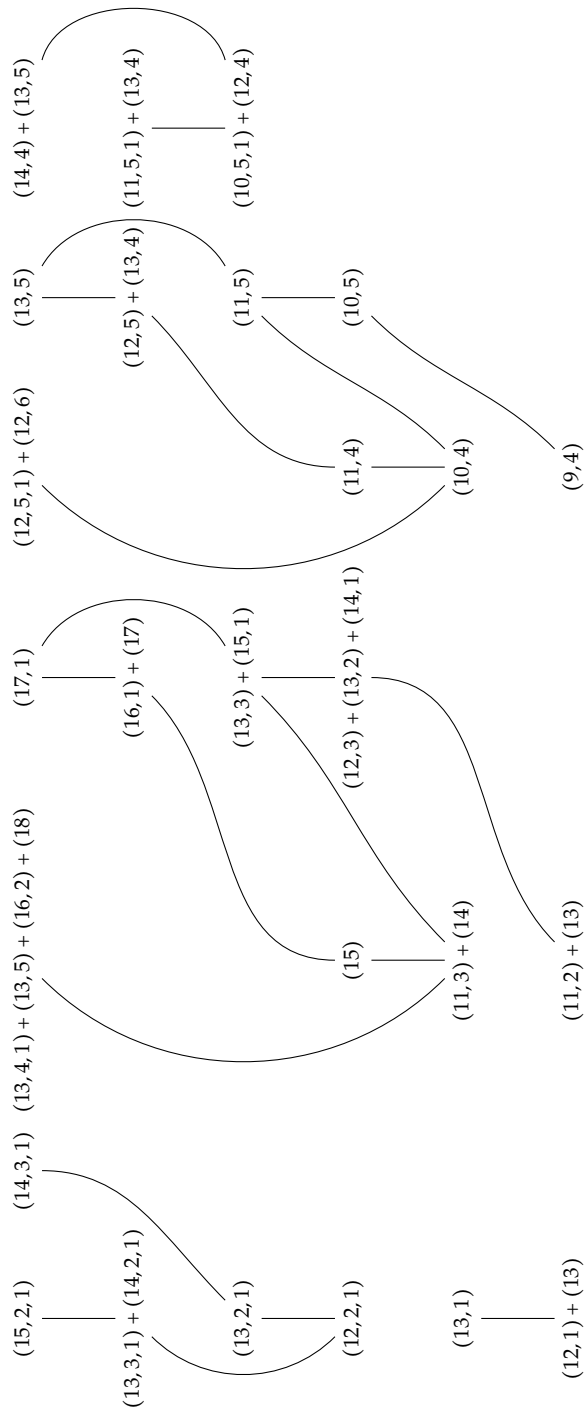 (15, 2, 1) (14, 3, 1) (13, 4, 1) + (13, 5) + (16, 2) + (18) (17, 1) (12, 5, 1) + (12, 6) (13, 5) (14, 4) + (13, 5)
(13, 3, 1) + (14, 2, 1) (16, 1) + (17) (12, 5) + (13, 4) (11, 5, 1) + (13, 4)
(13, 2, 1) (13, 3) + (15, 1) (11, 5) (10, 5, 1) + (12, 4)
(12, 2, 1) (15) (12, 3) + (13, 2) + (14, 1) (11, 4) (10, 5)
(13, 1) (11, 3) + (14) (10, 4)
(12, 1) + (13) (11, 2) + (13) (9, 4)